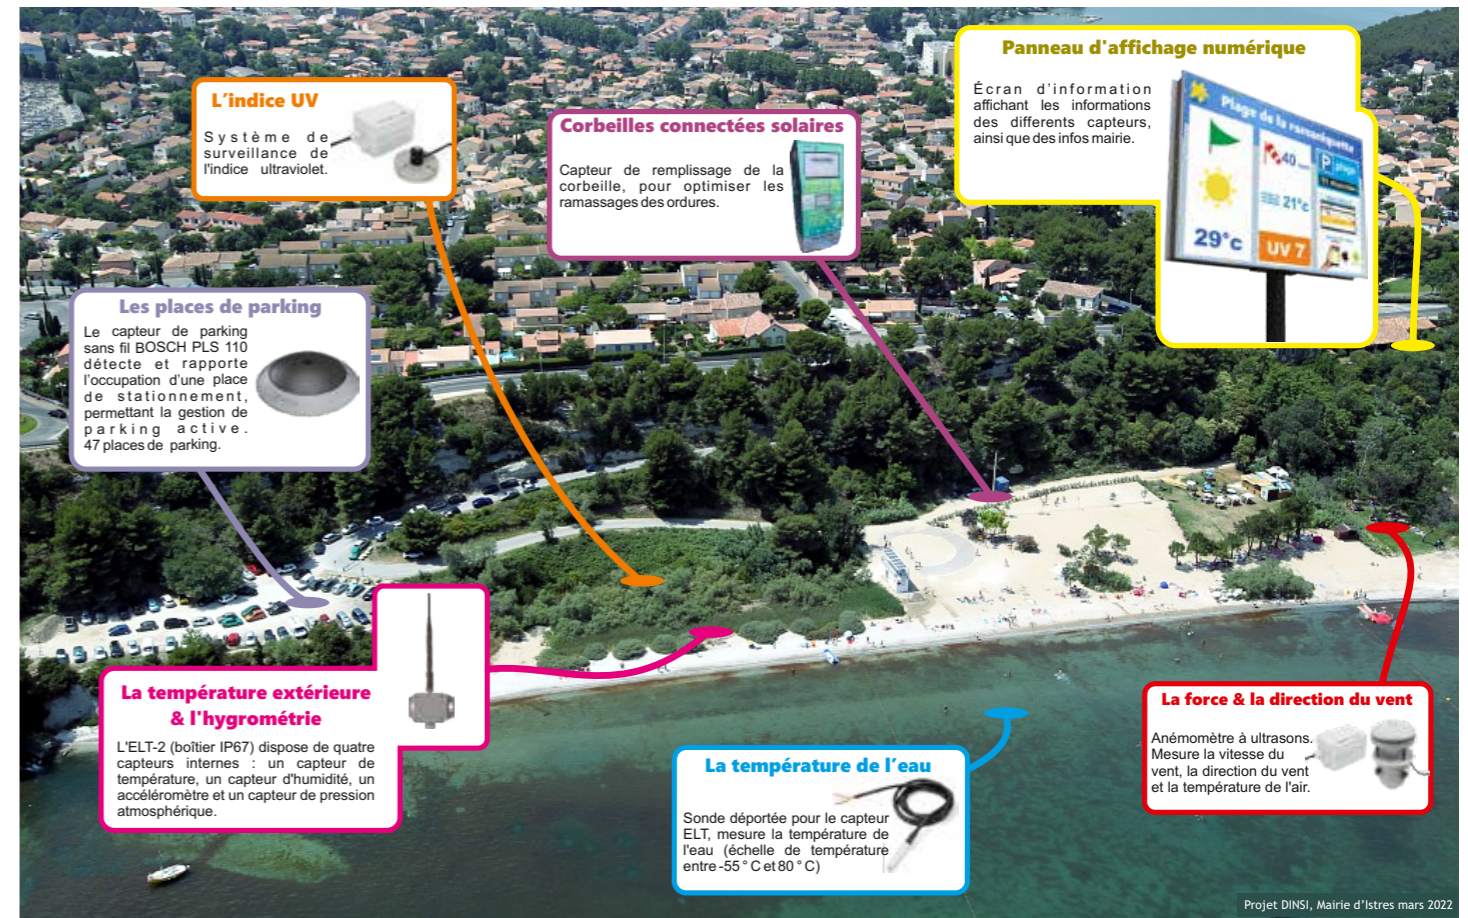 Panneau d'affichage numérique
Écran d'information
affichant les informations
des differents capteurs,
ainsi que des infos mairie.
Plage de la romaniquette
40
P plage
21°c
29°c
UV 7
L'indice UV
Système de
surveillance de
l'indice ultraviolet.
Corbeilles connectées solaires
Capteur de remplissage de la
corbeille, pour optimiser les
ramassages des ordures.
Les places de parking
Le capteur de parking
sans fil BOSCH PLS 110
détecte et rapporte
l'occupation d'une place
de stationnement,
permettant la gestion de
parking active.
47 places de parking.
La température extérieure
& l'hygrométrie
L'ELT-2 (boîtier IP67) dispose de quatre
capteurs internes : un capteur de
température, un capteur d'humidité, un
accéléromètre et un capteur de pression
atmosphérique.
La température de l'eau
Sonde déportée pour le capteur
ELT, mesure la température de
l'eau (échelle de température
entre -55 ° C et 80 ° C)
La force & la direction du vent
Anémomètre à ultrasons.
Mesure la vitesse du
vent, la direction du vent
et la température de l'air.
Projet DINSI, Mairie d'Istres mars 2022